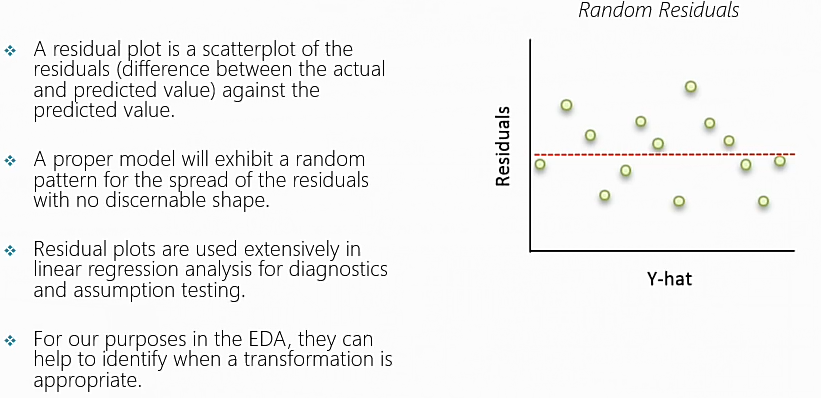 Random Residuals
❖ A residual plot is a scatterplot of the
residuals (difference between the actual
and predicted value) against the
predicted value.
❖ A proper model will exhibit a random
pattern for the spread of the residuals
with no discernable shape.
❖ Residual plots are used extensively in
linear regression analysis for diagnostics
and assumption testing.
❖ For our purposes in the EDA, they can
help to identify when a transformation is
appropriate.
Residuals
Y-hat